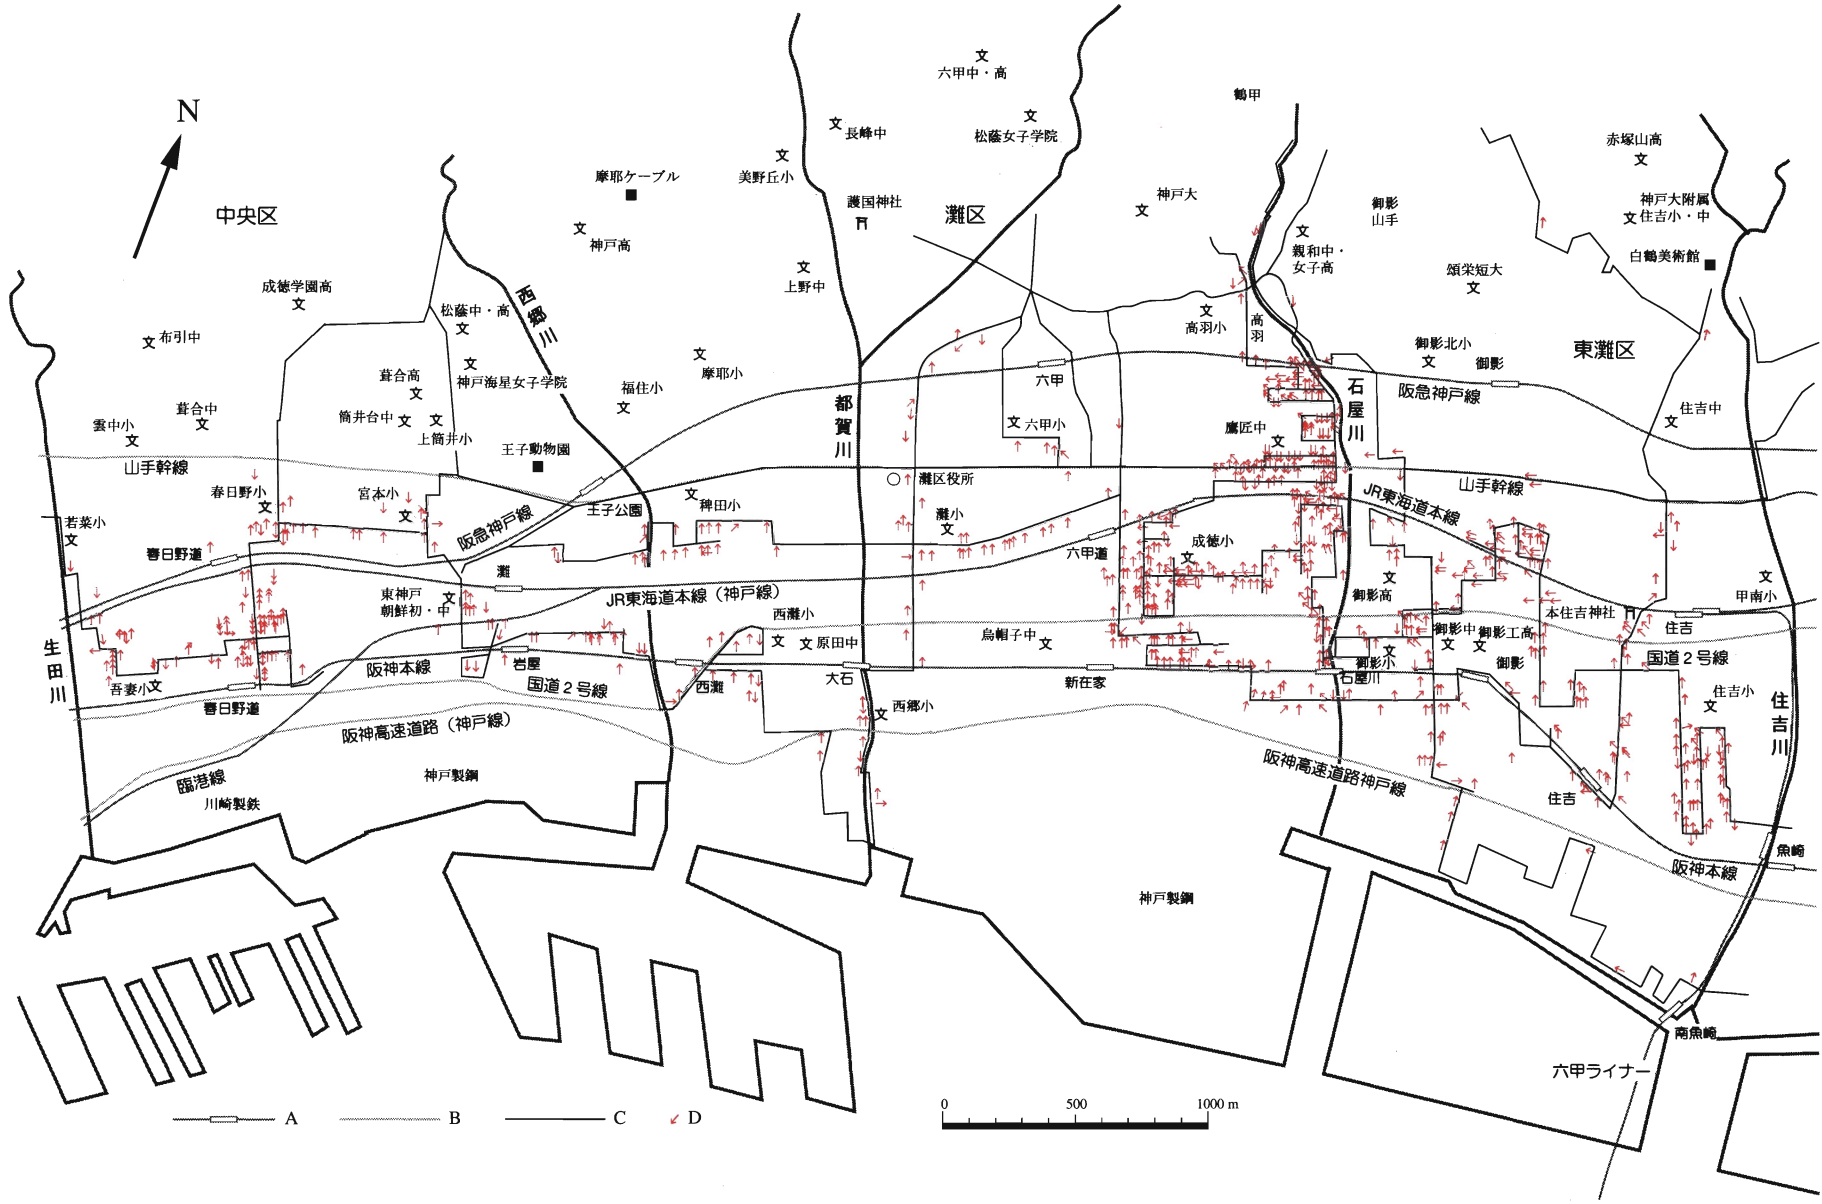 六甲中・高
鶴甲
N
長峰中
松蔭女子学院
赤塚山高
美野丘小
摩耶ケーブル
神戸大
護国神社
灘区
御影
山手
神戸大附属
住吉小・中
中央区
神戸高
親和中・
女子高
白鶴美術館
頌栄短大
成徳学園高
上野中
西郷川
松蔭中・高
高羽小
高羽
布引中
御影北小
御影
東灘区
葺合高
神戸海星女子学院
福住小
摩耶小
六甲
石屋川
阪急神戸線
葺合中
筒井台中
都賀川
住吉中
雲中小
上筒井小
六甲小
鷹匠中
王子動物園
山手幹線
灘区役所
山手幹線
春日野小
宮本小
稗田小
JR東海道本線
若菜小
阪急神戸線
王子公園
灘小
春日野道
六甲道
成徳小
灘
JR東海道本線（神戸線）
御影高
甲南小
東神戸
朝鮮初・中
西灘小
本住吉神社
住吉
生田川
原田中
烏帽子中
御影中
御影工高
阪神本線
岩屋
御影小
御影
国道２号線
吾妻小
国道２号線
西灘
大石
新在家
石屋川
住吉小
春日野道
西郷小
住吉川
阪神高速道路（神戸線）
阪神高速道路神戸線
臨港線
神戸製鋼
川崎製鉄
住吉
魚崎
阪神本線
神戸製鋼
南魚崎
六甲ライナー
A
B
C
D
0
500
1000 m